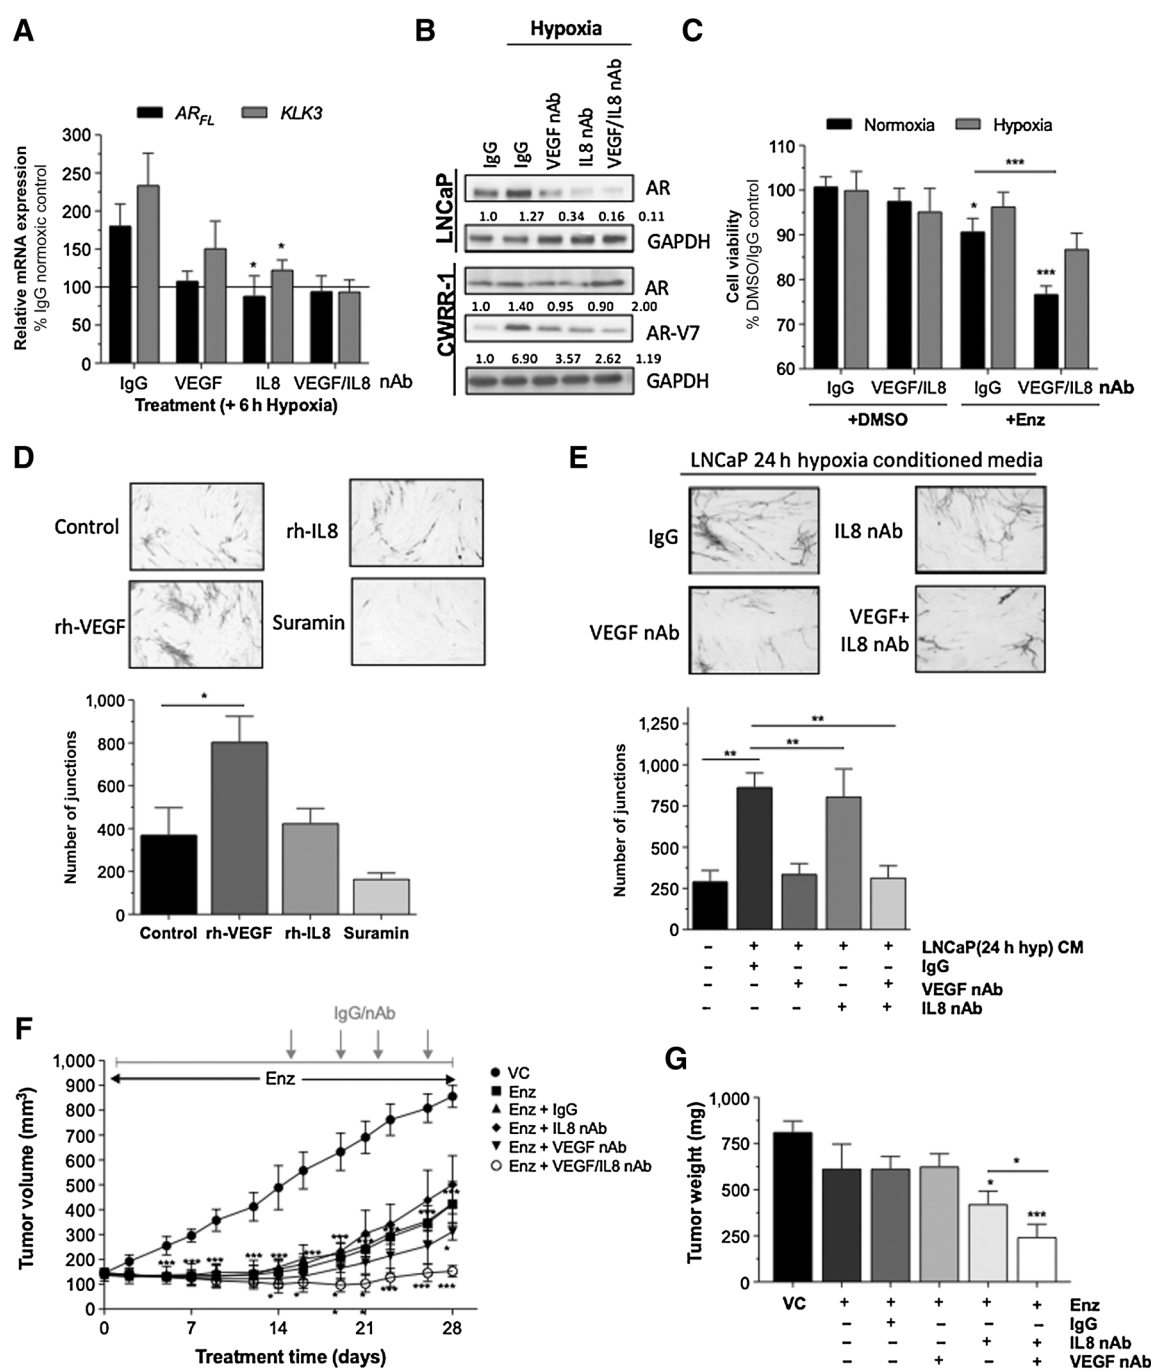 A
AR_FL KLK3
Relative mRNA expression
% IgG normoxic control
300
250
200
150
100
50
0
*
*
IgG VEGF IL8 VEGF/IL8 nAb
Treatment (+ 6 h Hypoxia)
B
Hypoxia
IgG
IgG
VEGF nAb
IL8 nAb
VEGF/IL8 nAb
LNCaP
AR
1.0 1.27 0.34 0.16 0.11
GAPDH
CWRR-1
AR
1.0 1.40 0.95 0.90 2.00
AR-V7
1.0 6.90 3.57 2.62 1.19
GAPDH
C
Normoxia Hypoxia
Cell viability
% DMSO/IgG control
110
100
90
80
70
60
***
*
***
IgG VEGF/IL8 IgG VEGF/IL8 nAb
+DMSO +Enz
D
Control
rh-IL8
rh-VEGF
Suramin
Number of junctions
1,000
800
600
400
200
0
*
Control rh-VEGF rh-IL8 Suramin
E
LNCaP 24 h hypoxia conditioned media
IgG
IL8 nAb
VEGF nAb
VEGF+
IL8 nAb
Number of junctions
1,250
1,000
750
500
250
0
**
**
**
– + + + + LNCaP(24 h hyp) CM
– + – – – IgG
– – + – + VEGF nAb
– – – + + IL8 nAb
F
IgG/nAb
Enz
Tumor volume (mm³)
1,000
900
800
700
600
500
400
300
200
100
0
VC
Enz
Enz + IgG
Enz + IL8 nAb
Enz + VEGF nAb
Enz + VEGF/IL8 nAb
0 7 14 21 28
Treatment time (days)
G
Tumor weight (mg)
1,000
750
500
250
0
*
*
***
VC + + + + + Enz
– + – – – IgG
– – – + + IL8 nAb
– – + – + VEGF nAb